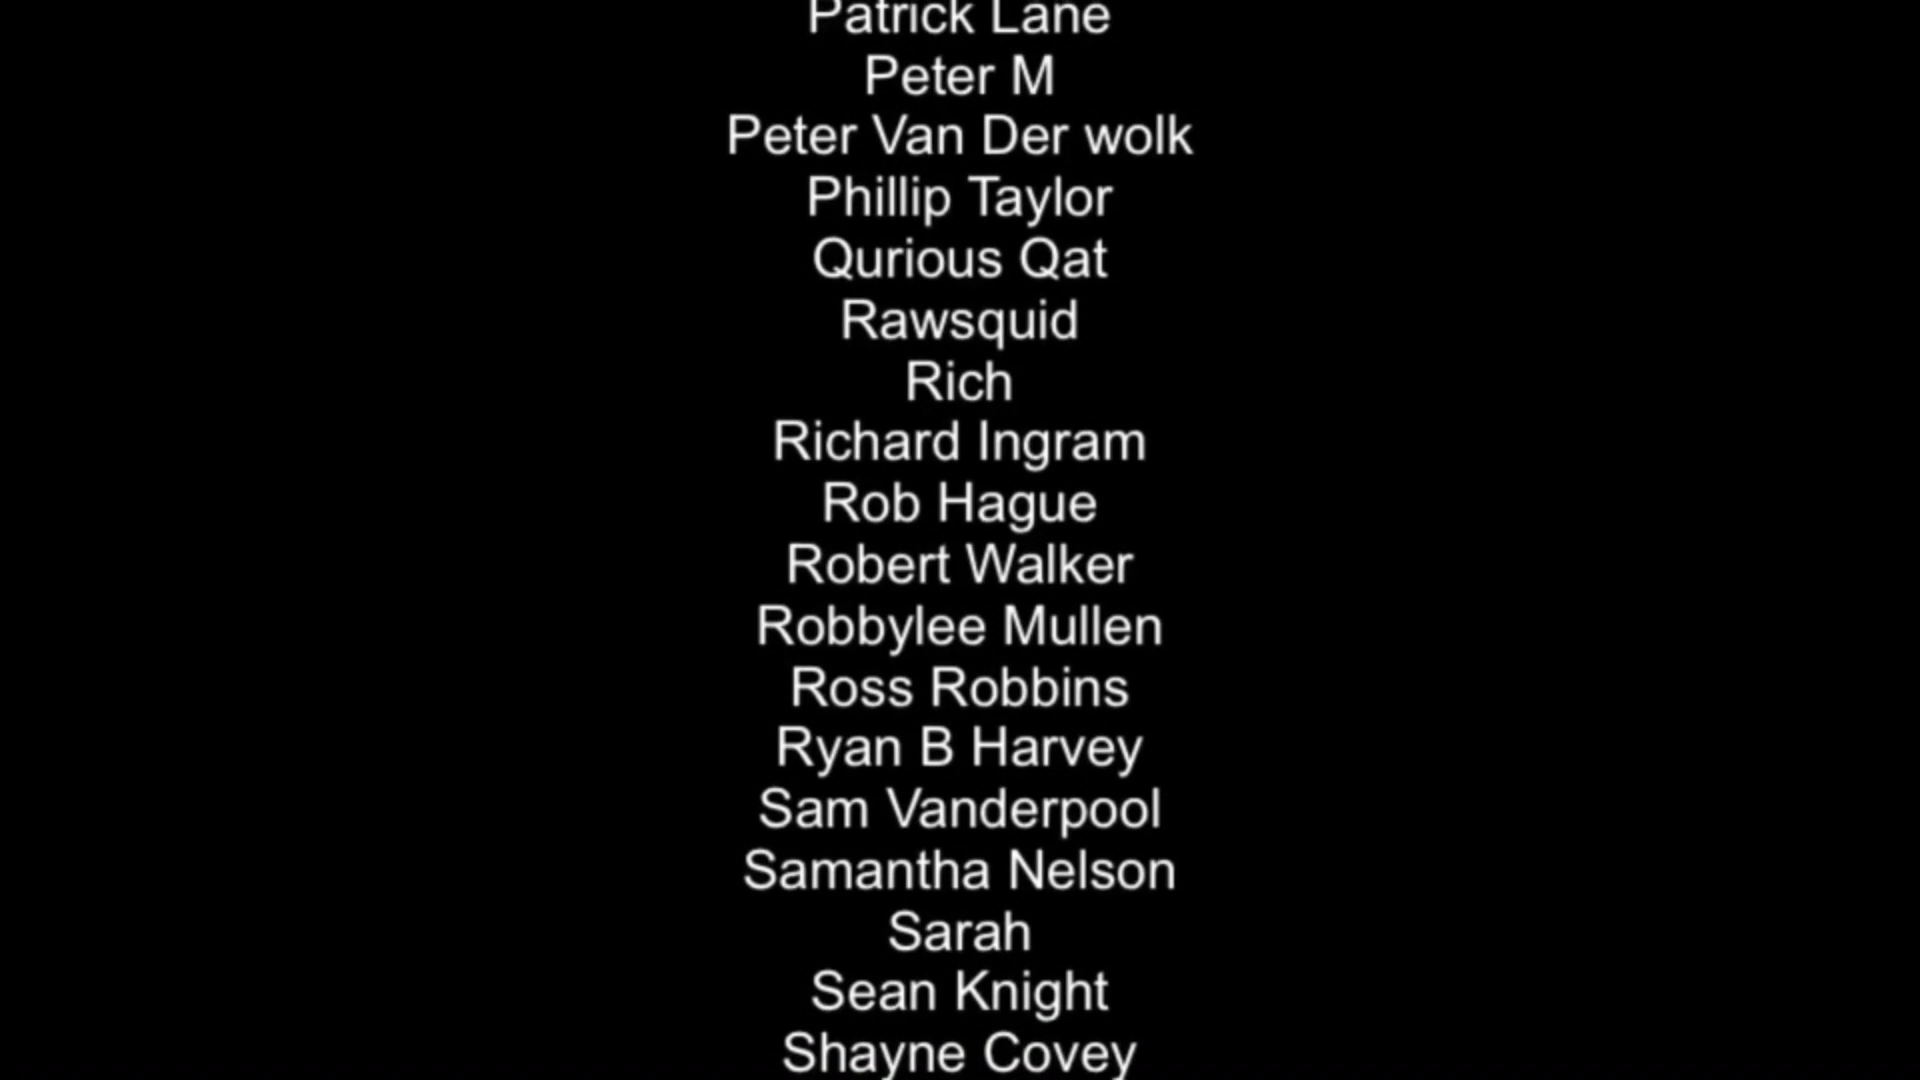 Patrick Lane
Peter M
Peter Van Der wolk
Phillip Taylor
Qurious Qat
Rawsquid
Rich
Richard Ingram
Rob Hague
Robert Walker
Robbylee Mullen
Ross Robbins
Ryan B Harvey
Sam Vanderpool
Samantha Nelson
Sarah
Sean Knight
Shayne Covey